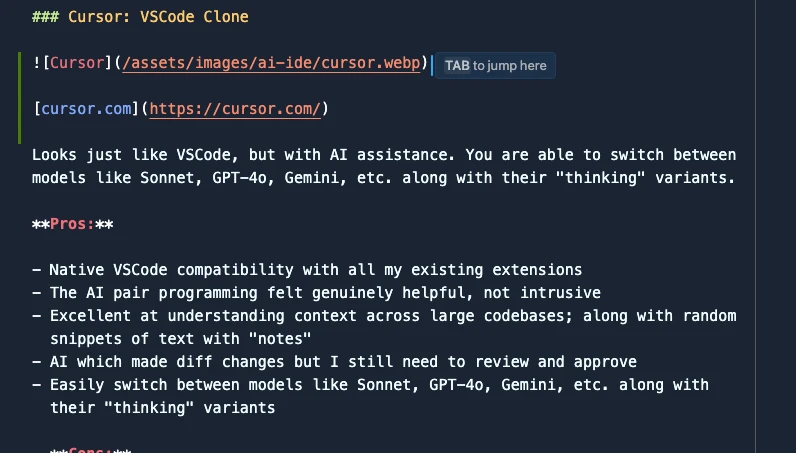 ### Cursor: VSCode Clone
![Cursor](/assets/images/ai-ide/cursor.webp) TAB to jump here
[cursor.com](https://cursor.com/)
Looks just like VSCode, but with AI assistance. You are able to switch between
models like Sonnet, GPT-4o, Gemini, etc. along with their "thinking" variants.
**Pros:**
- Native VSCode compatibility with all my existing extensions
- The AI pair programming felt genuinely helpful, not intrusive
- Excellent at understanding context across large codebases; along with random
snippets of text with "notes"
- AI which made diff changes but I still need to review and approve
- Easily switch between models like Sonnet, GPT-4o, Gemini, etc. along with
their "thinking" variants
**Cons:**